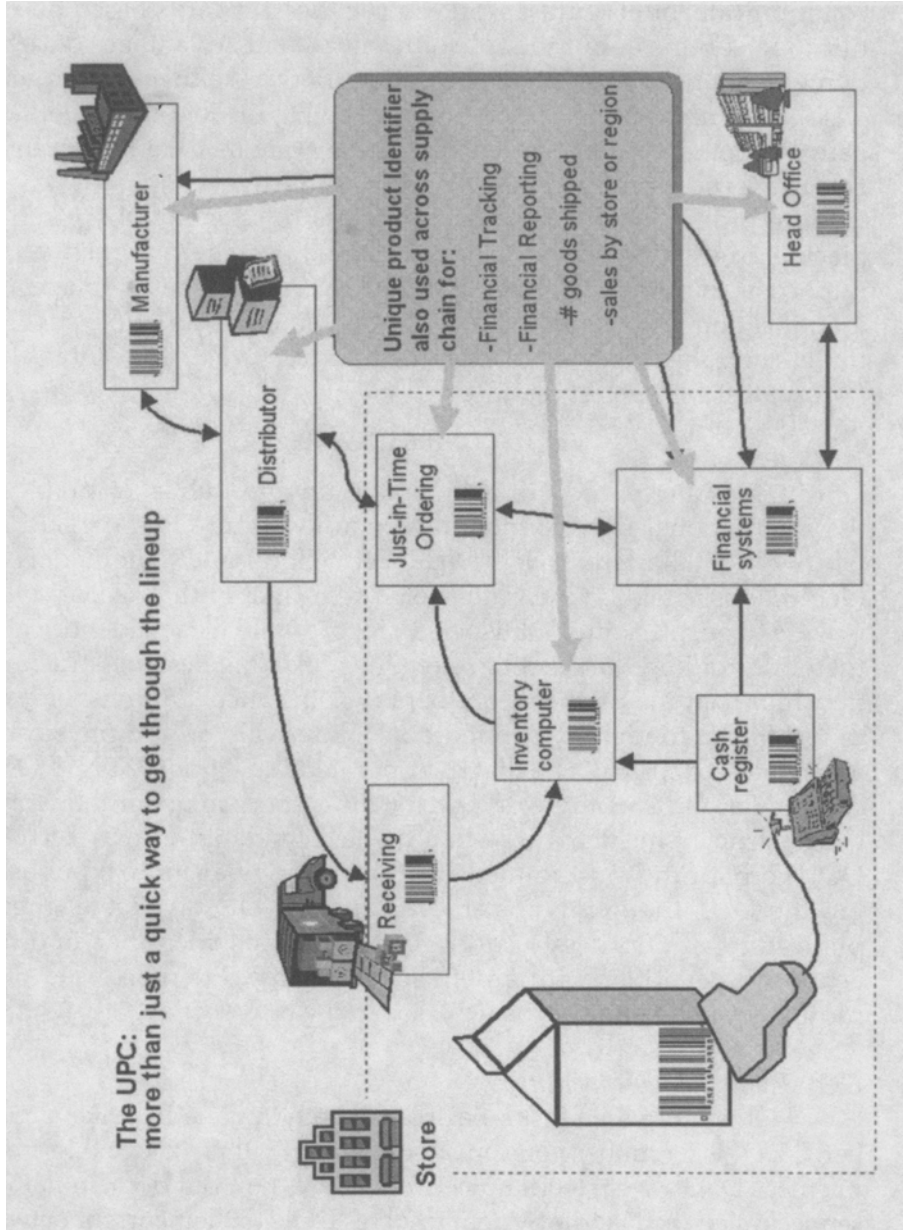 The UPC:
more than just a quick way to get through the lineup
Store
Receiving
Distributor
Manufacturer
Just-in-Time
Ordering
Inventory
computer
Cash
register
Financial
systems
Head Office
Unique product identifier
also used across supply
chain for:
-Financial Tracking
-Financial Reporting
-# goods shipped
-sales by store or region